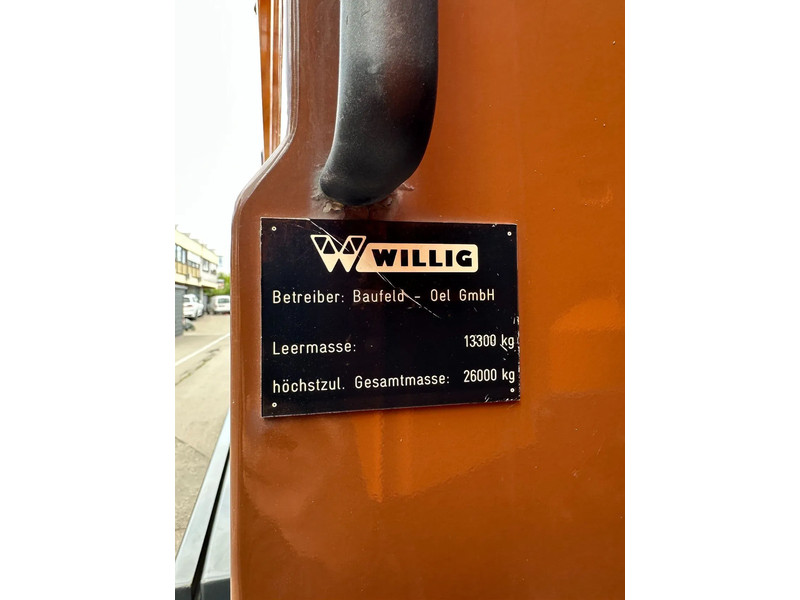 W WILLIG
Betreiber: Baufeld - Oel GmbH
Leermasse: 13300 kg
höchstzul. Gesamtmasse: 26000 kg